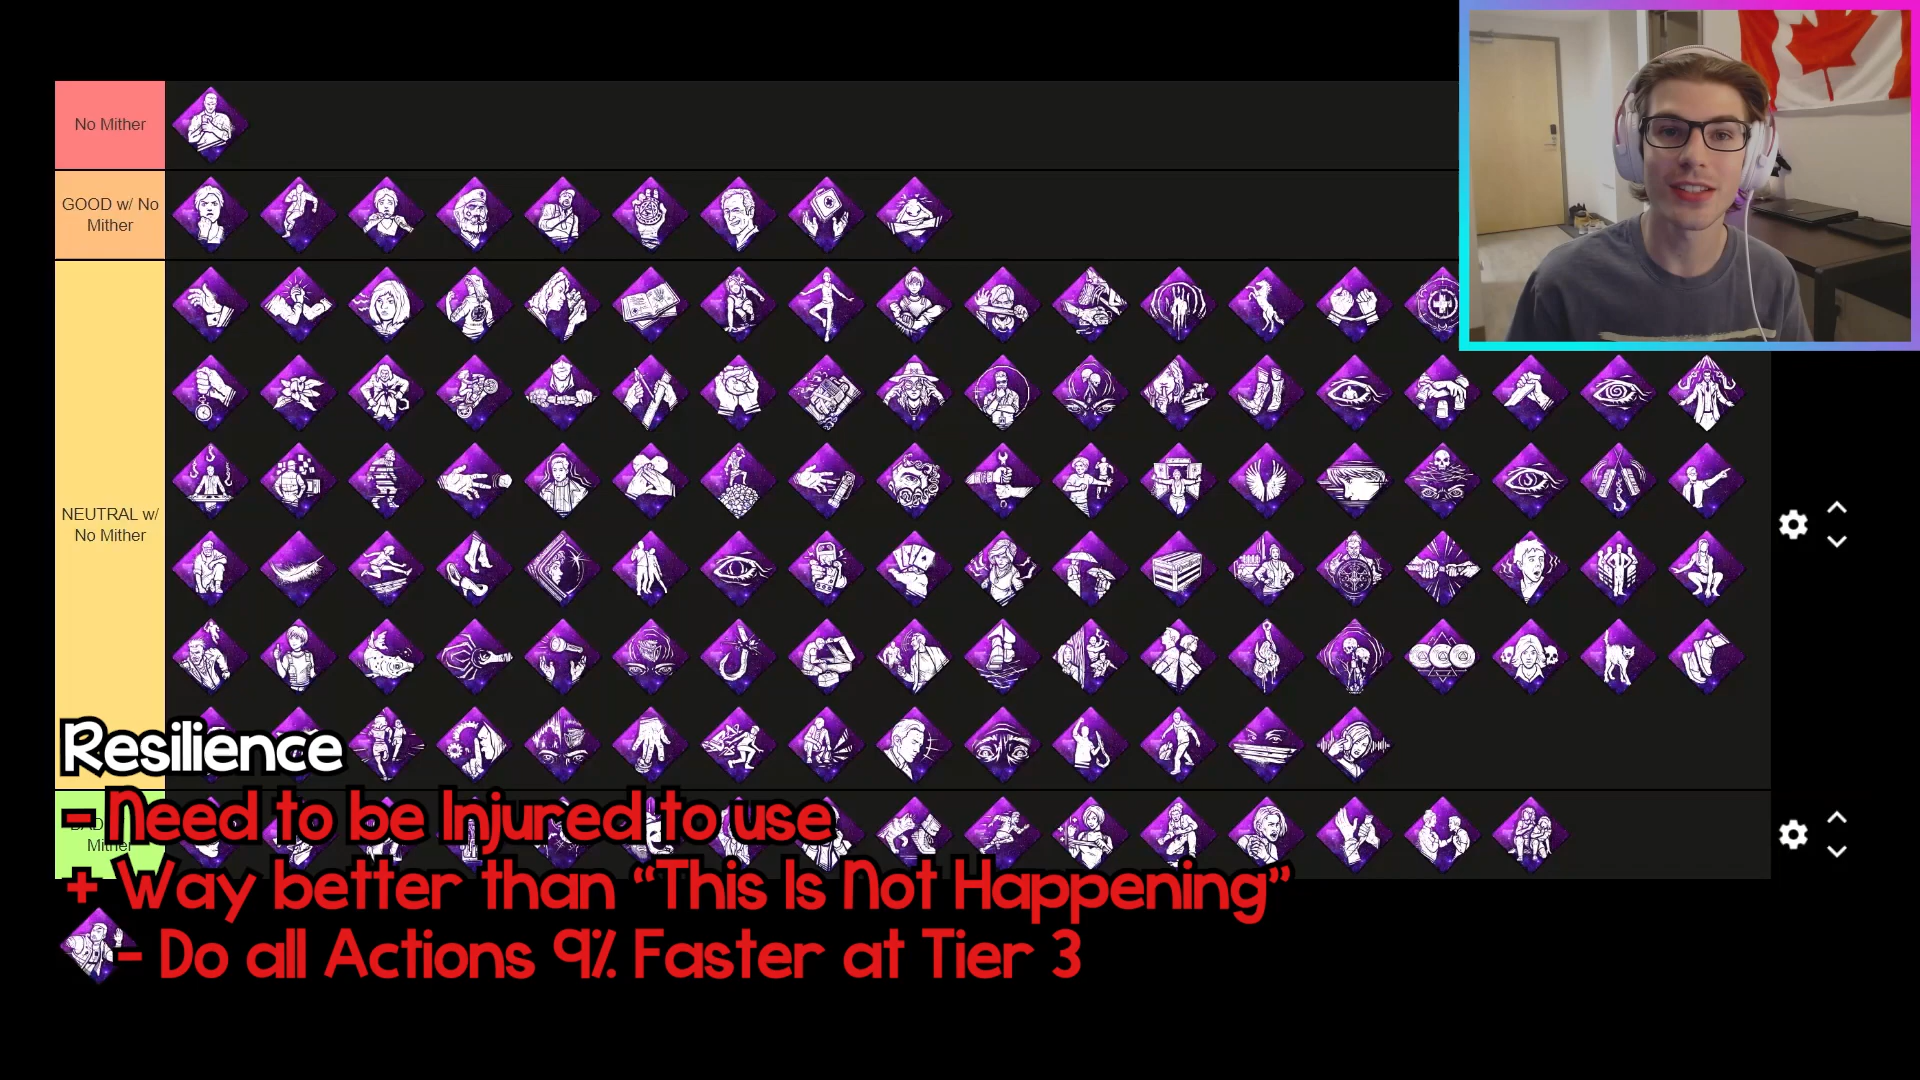 No Mither
GOOD w/ No
Mither
NEUTRAL w/
No Mither
Resilience
- Need to be Injured to use
Mither
+ Way better than “This Is Not Happening”
- Do all Actions 9% Faster at Tier 3